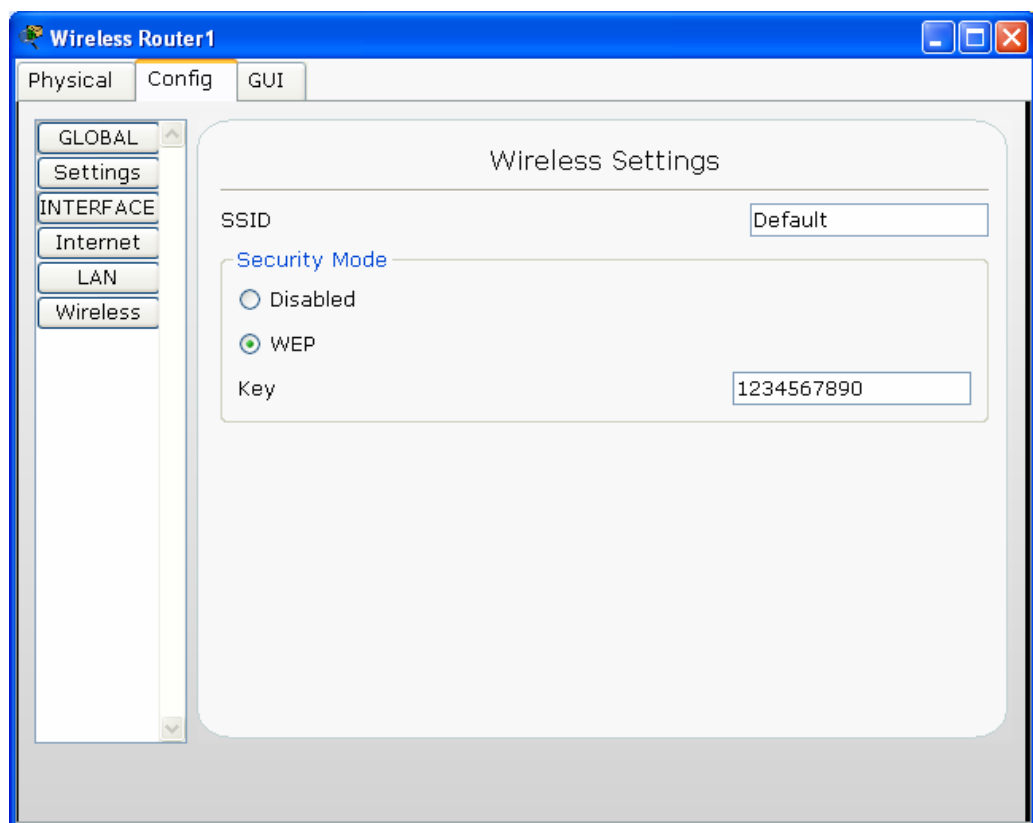 Wireless Router1
Physical Config GUI
GLOBAL
Settings
INTERFACE
Internet
LAN
Wireless
Wireless Settings
SSID Default
Security Mode
Disabled
WEP
Key 1234567890